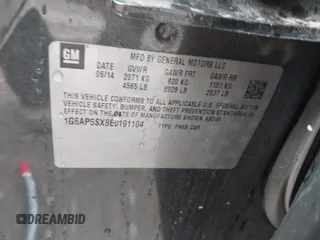 GM
MFD BY GENERAL MOTORS LLC
DATE GVWR GAWR FRT GAWR RR
06/14 2071 KG 920 KG 1150 KG
4565 LB 2029 LB 2537 LB
THIS VEHICLE CONFORMS TO ALL APPLICABLE U.S. FEDERAL MOTOR
VEHICLE SAFETY, BUMPER, AND THEFT PREVENTION STANDARDS IN
EFFECT ON THE DATE OF MANUFACTURE SHOWN ABOVE.
1G6AP5SX8E0191104 TYPE: PASS CAR
DREAMBID